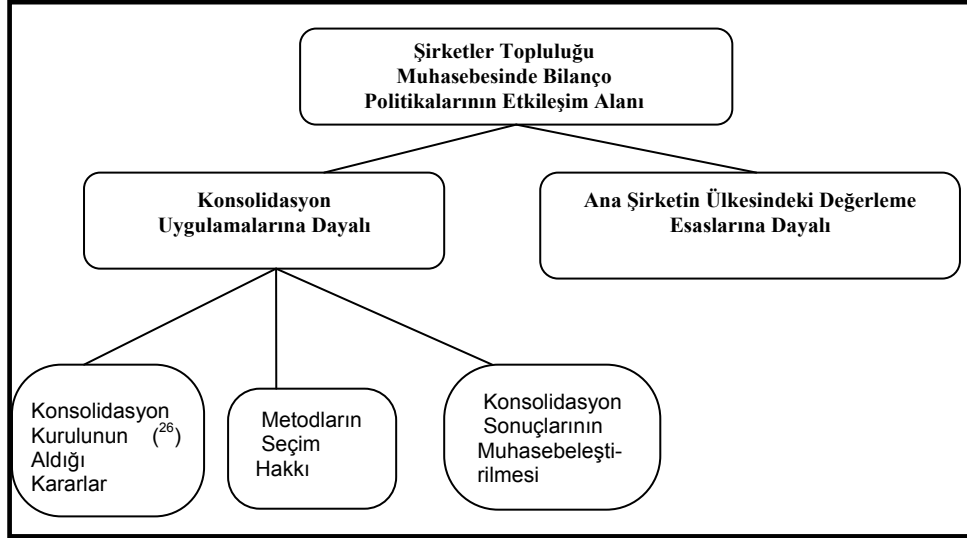 Şirketler Topluluğu
Muhasebesinde Bilanço
Politikalarının Etkileşim Alanı
Konsolidasyon
Uygulamalarına Dayalı
Ana Şirketin Ülkesindeki Değerleme
Esaslarına Dayalı
Konsolidasyon
Kurulunun (26)
Aldığı
Kararlar
Metodların
Seçim
Hakkı
Konsolidasyon
Sonuçlarının
Muhasebeleşti-
rilmesi